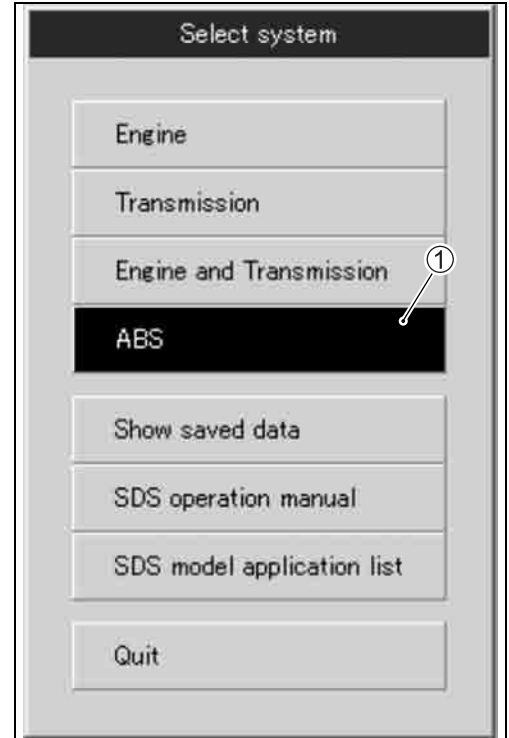 Select system
Engine
Transmission
Engine and Transmission
①
ABS
Show saved data
SDS operation manual
SDS model application list
Quit